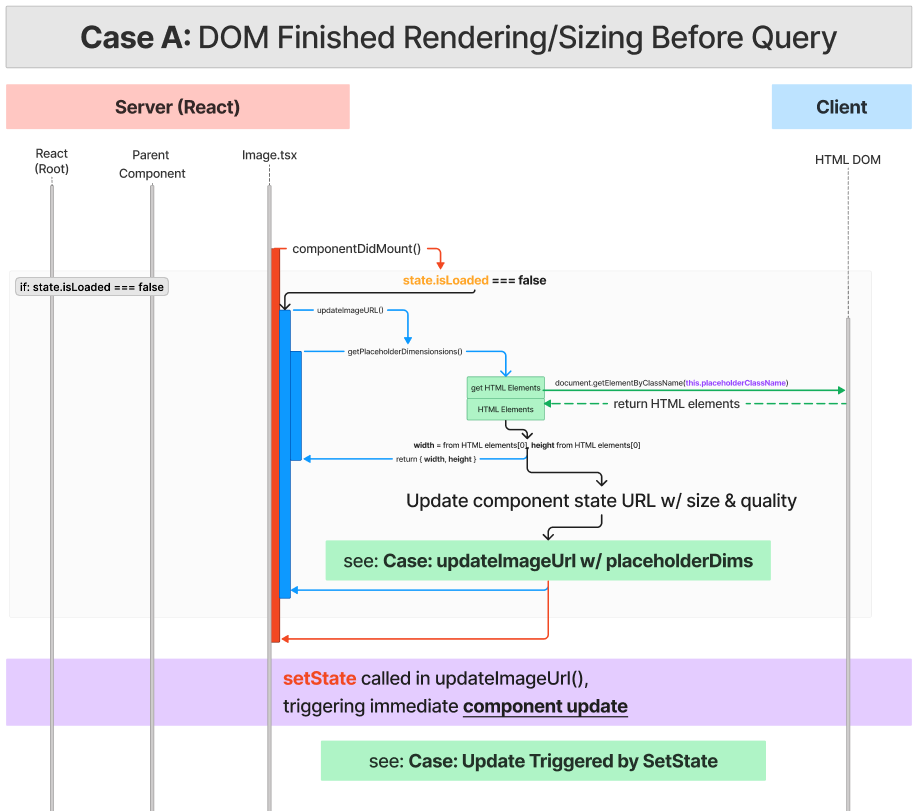 Case A: DOM Finished Rendering/Sizing Before Query
Server (React)
Client
React
(Root)
Parent
Component
Image.tsx
HTML DOM
componentDidMount()
if: state.isLoaded === false
state.isLoaded === false
updateImageURL()
getPlaceholderDimensionsions()
get HTML Elements
document.getElementByClassName(this.placeholderClassName)
HTML Elements
return HTML elements
width = from HTML elements[0], height from HTML elements[0]
return { width, height }
Update component state URL w/ size & quality
see: Case: updateImageUrl w/ placeholderDims
setState called in updateImageUrl(),
triggering immediate component update
see: Case: Update Triggered by SetState